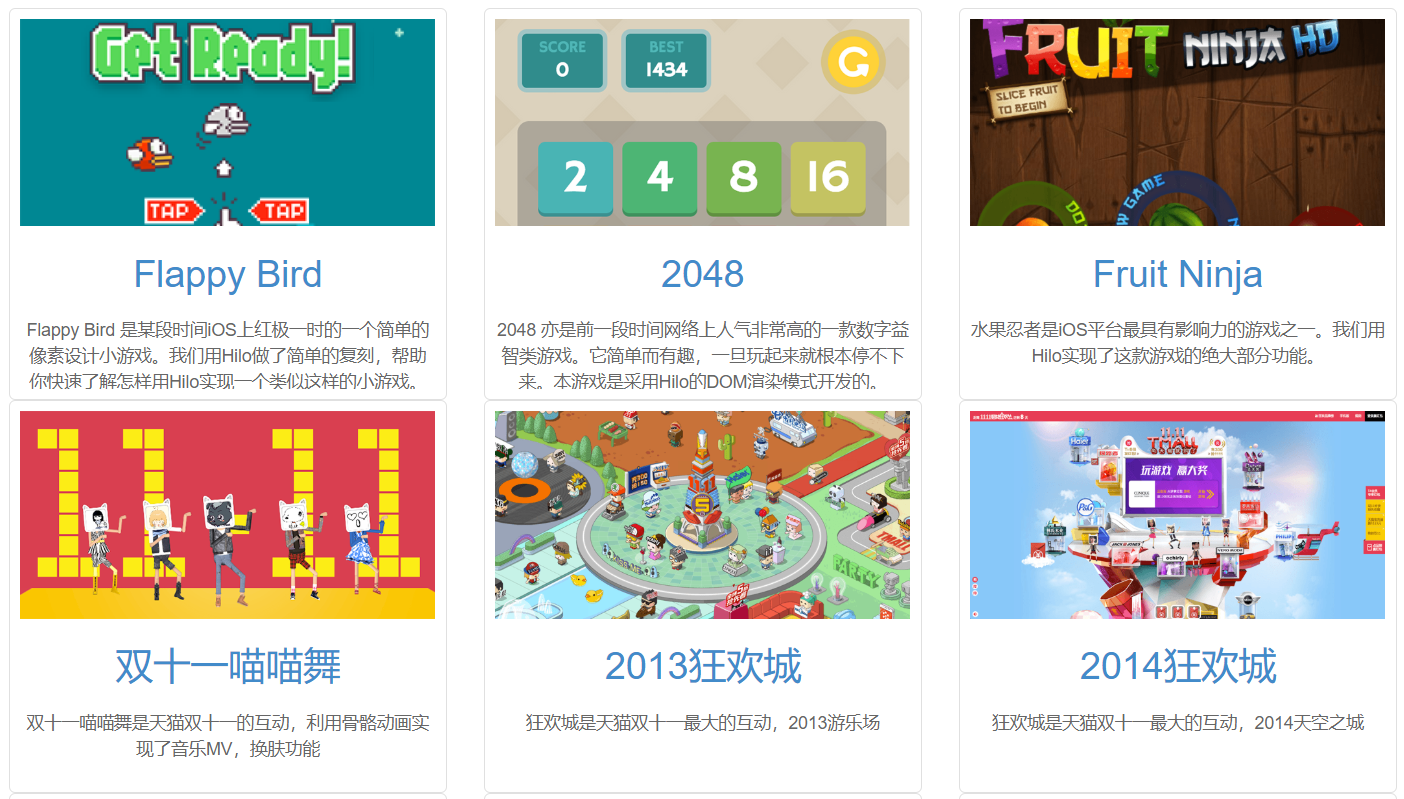 Get Ready!
TAP TAP
Flappy Bird
Flappy Bird 是某段时间iOS上红极一时的一个简单的
像素设计小游戏。我们用Hilo做了简单的复刻，帮助
你快速了解怎样用Hilo实现一个类似这样的小游戏。
SCORE BEST
0 1434
2 4 8 16
2048
2048 亦是前一段时间网络上人气非常高的一款数字益
智类游戏。它简单而有趣，一旦玩起来就根本停不下
来。本游戏是采用Hilo的DOM渲染模式开发的。
FRUIT NINJA HD
SLICE FRUIT
TO BEGIN
W GAME
Fruit Ninja
水果忍者是iOS平台最具有影响力的游戏之一。我们用
Hilo实现了这款游戏的绝大部分功能。
11 11
双十一喵喵舞
双十一喵喵舞是天猫双十一的互动，利用骨骼动画实
现了音乐MV，换肤功能
PARTY
2013狂欢城
狂欢城是天猫双十一最大的互动，2013游乐场
Haier
11.11
TMALL
玩游戏 赢大奖
P&G
JACK & JONES
VERO MODA
ochirly
2014狂欢城
狂欢城是天猫双十一最大的互动，2014天空之城